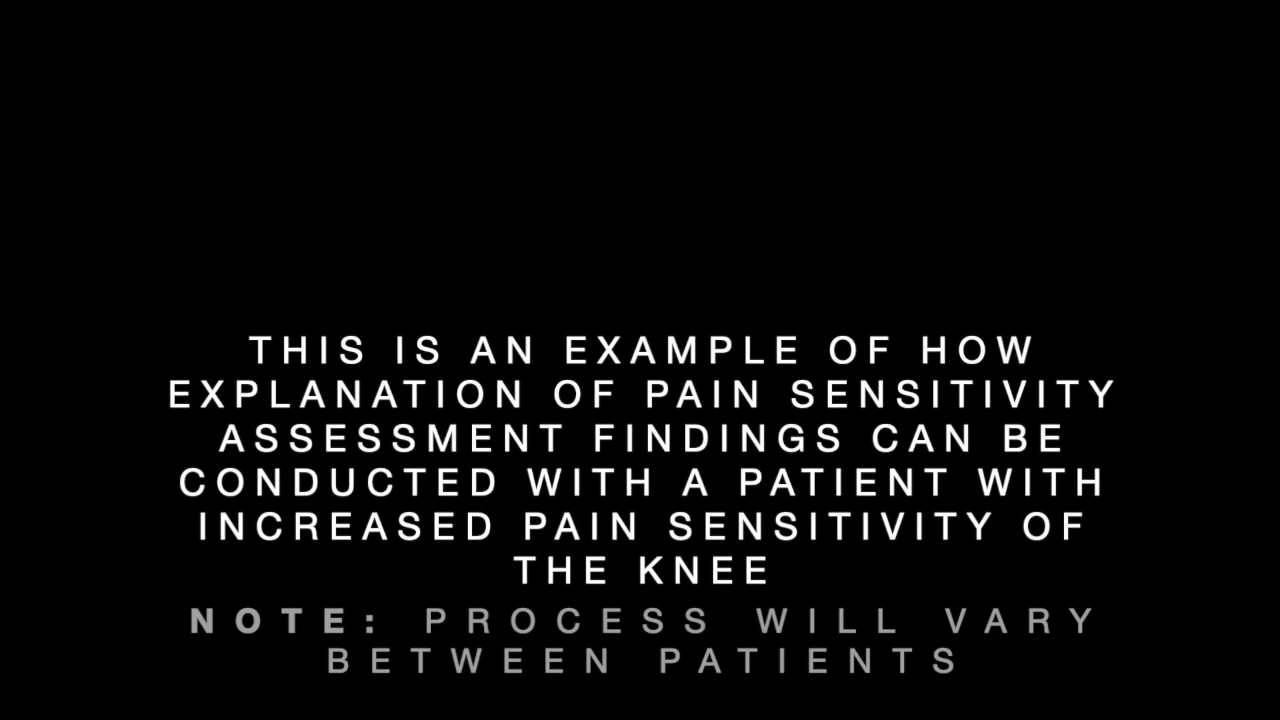 THIS IS AN EXAMPLE OF HOW
EXPLANATION OF PAIN SENSITIVITY
ASSESSMENT FINDINGS CAN BE
CONDUCTED WITH A PATIENT WITH
INCREASED PAIN SENSITIVITY OF
THE KNEE
NOTE: PROCESS WILL VARY
BETWEEN PATIENTS